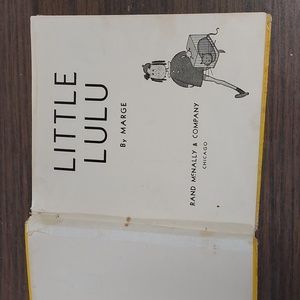 LITTLE
LULU
By MARGE
RAND McNALLY & COMPANY
CHICAGO